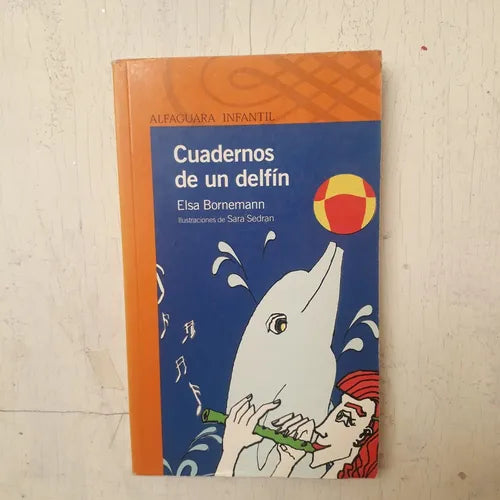 ALFAGUARA INFANTIL
Cuadernos
de un delfín
Elsa Bornemann
Ilustraciones de Sara Sedran